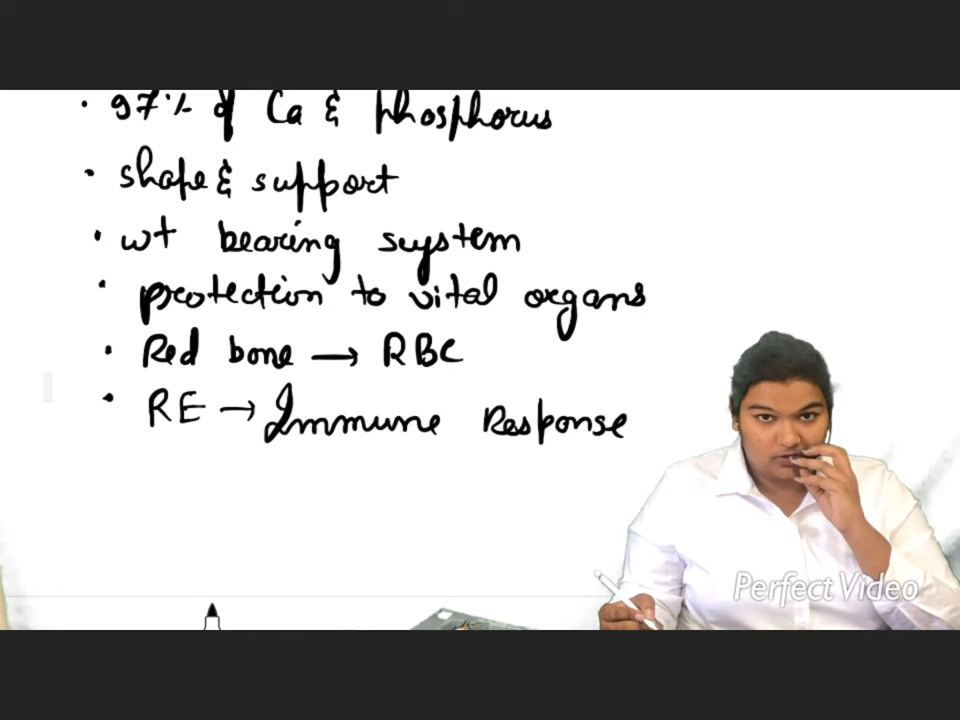 • 97% of Ca & phosphorus
• shape & support
• wt bearing system
• protection to vital organs
• Red bone → RBC
• RE → Immune Response
Perfect Video